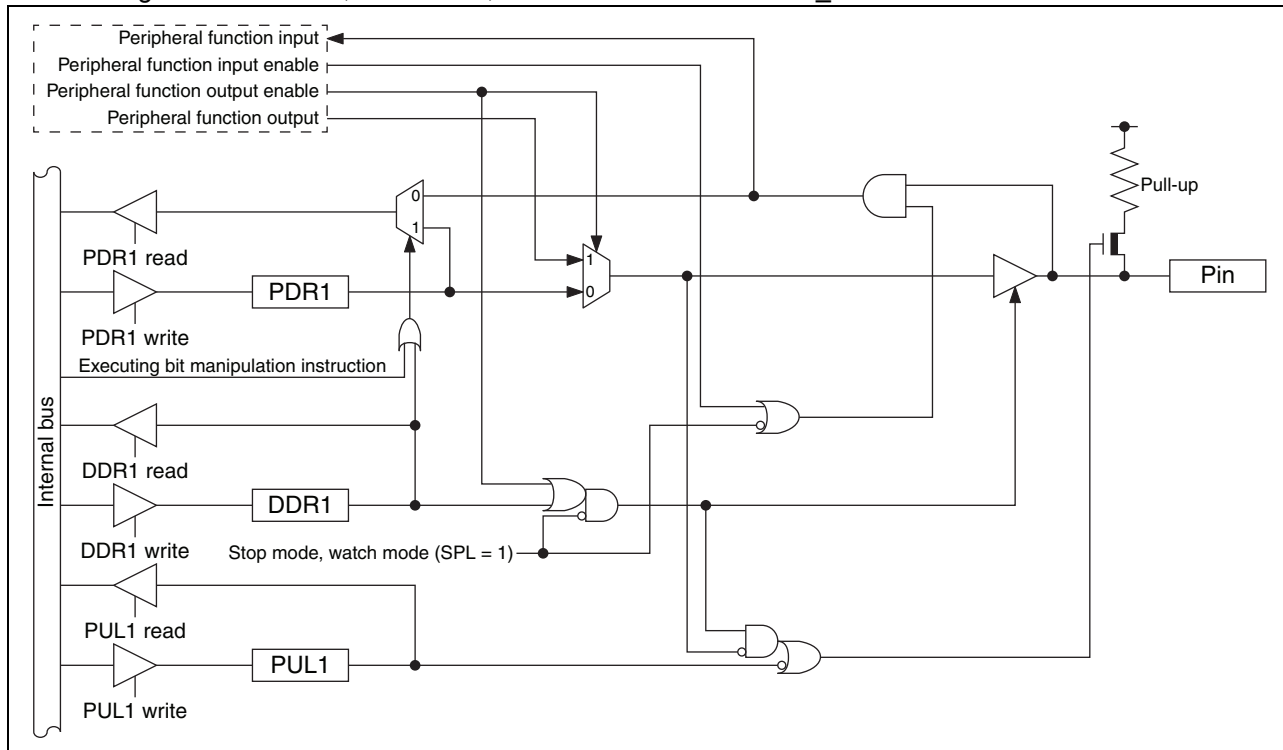 Peripheral function input
Peripheral function input enable
Peripheral function output enable
Peripheral function output
Pull-up
0
1
PDR1 read
1
Pin
PDR1
0
PDR1 write
Executing bit manipulation instruction
Internal bus
DDR1 read
DDR1
DDR1 write
Stop mode, watch mode (SPL = 1)
PUL1 read
PUL1
PUL1 write